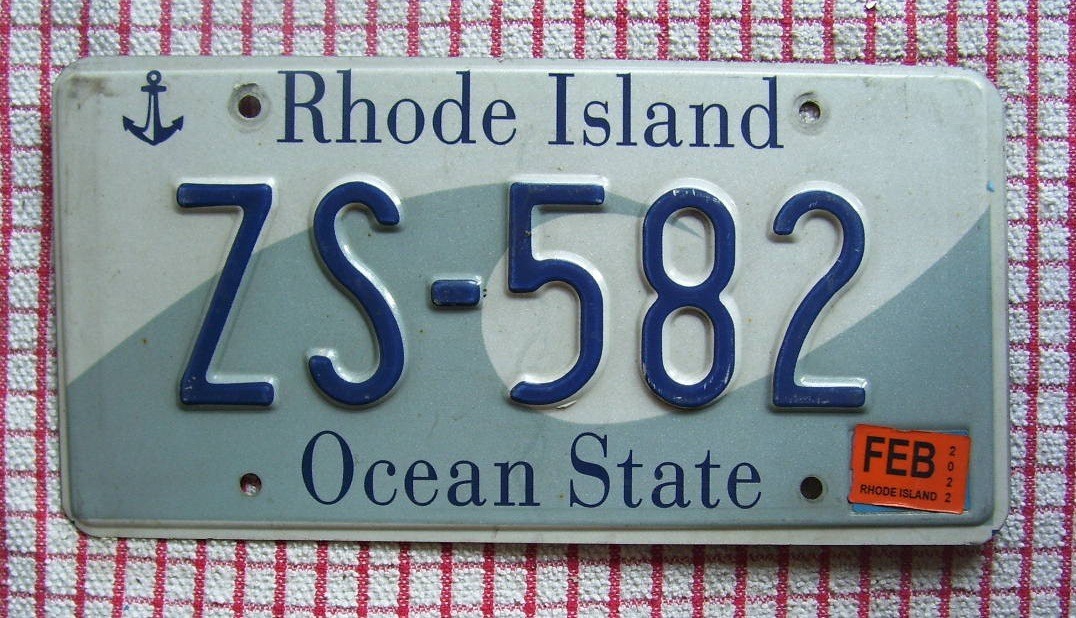 Rhode Island
ZS-582
Ocean State
FEB
2022
RHODE ISLAND